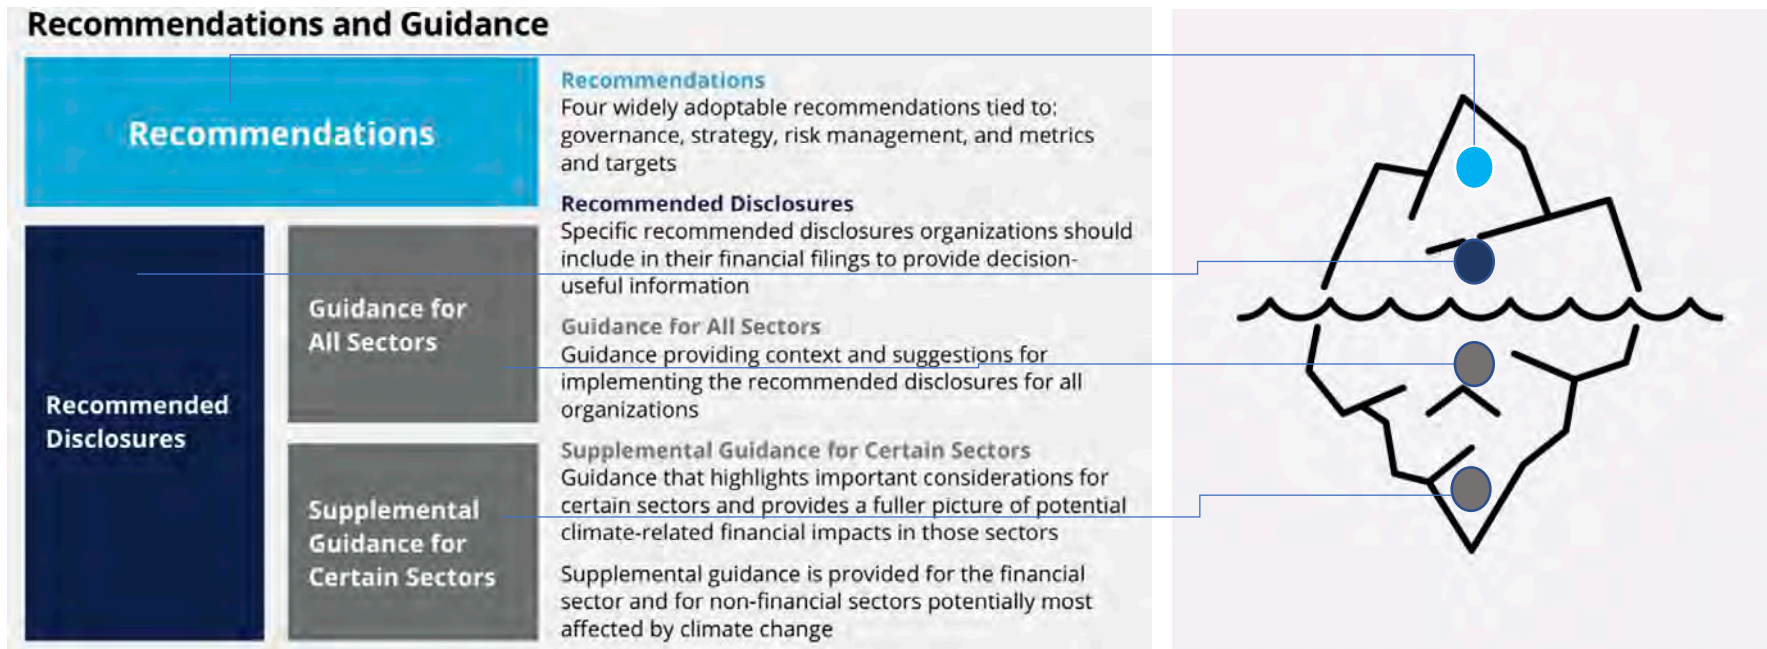 Recommendations and Guidance
Recommendations
Recommended
Disclosures
Guidance for
All Sectors
Supplemental
Guidance for
Certain Sectors
Recommendations
Four widely adoptable recommendations tied to:
governance, strategy, risk management, and metrics
and targets
Recommended Disclosures
Specific recommended disclosures organizations should
include in their financial filings to provide decision-
useful information
Guidance for All Sectors
Guidance providing context and suggestions for
implementing the recommended disclosures for all
organizations
Supplemental Guidance for Certain Sectors
Guidance that highlights important considerations for
certain sectors and provides a fuller picture of potential
climate-related financial impacts in those sectors
Supplemental guidance is provided for the financial
sector and for non-financial sectors potentially most
affected by climate change